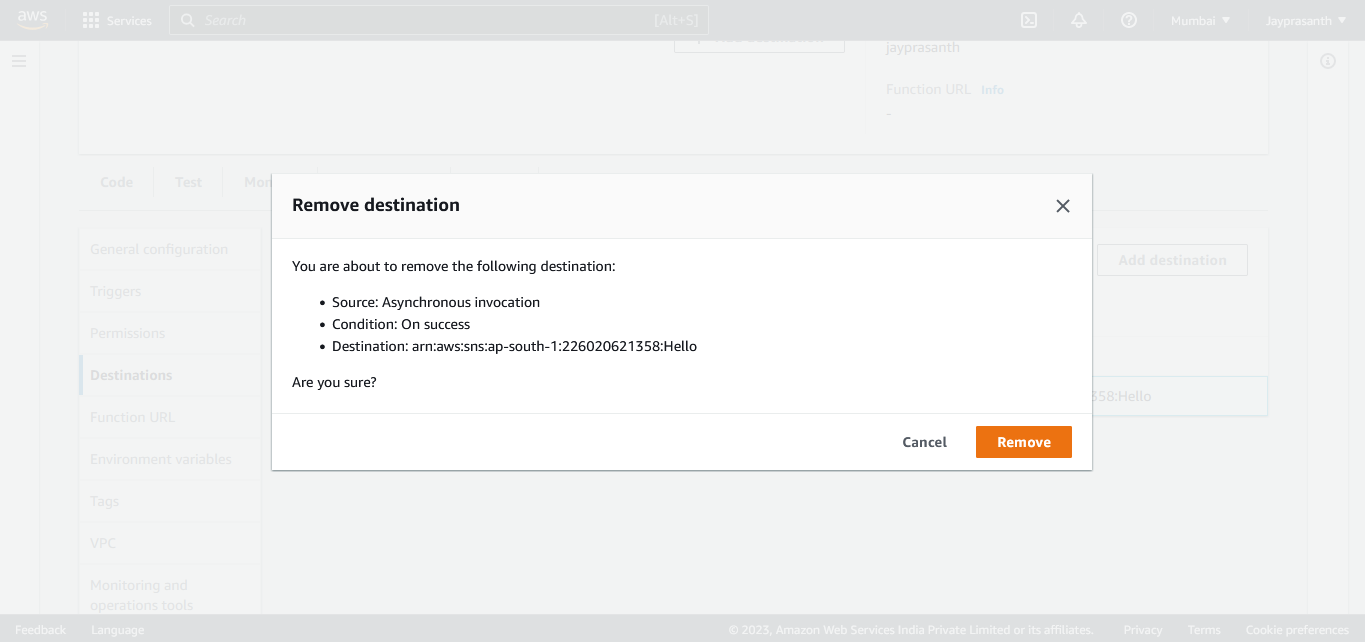 aws
Services
Search
[Alt+S]
Mumbai
Jayprasanth
jayprasanth
Function URL Info
-
Code
Test
Mon
Remove destination
You are about to remove the following destination:
• Source: Asynchronous invocation
• Condition: On success
• Destination: arn:aws:sns:ap-south-1:226020621358:Hello
Are you sure?
Cancel
Remove
General configuration
Triggers
Permissions
Destinations
Function URL
Environment variables
Tags
VPC
Monitoring and
operations tools
Add destination
358:Hello
Feedback
Language
© 2023, Amazon Web Services India Private Limited or its affiliates.
Privacy
Terms
Cookie preferences